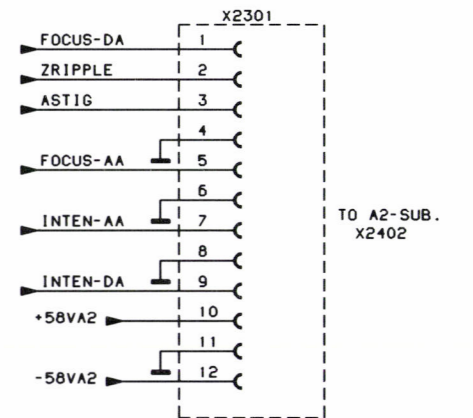 X2301
FOCUS-DA 1
ZRIPPLE 2
ASTIG 3
4
FOCUS-AA 5
6
INTEN-AA 7
TO A2-SUB.
X2402
8
INTEN-DA 9
+58VA2 10
11
-58VA2 12